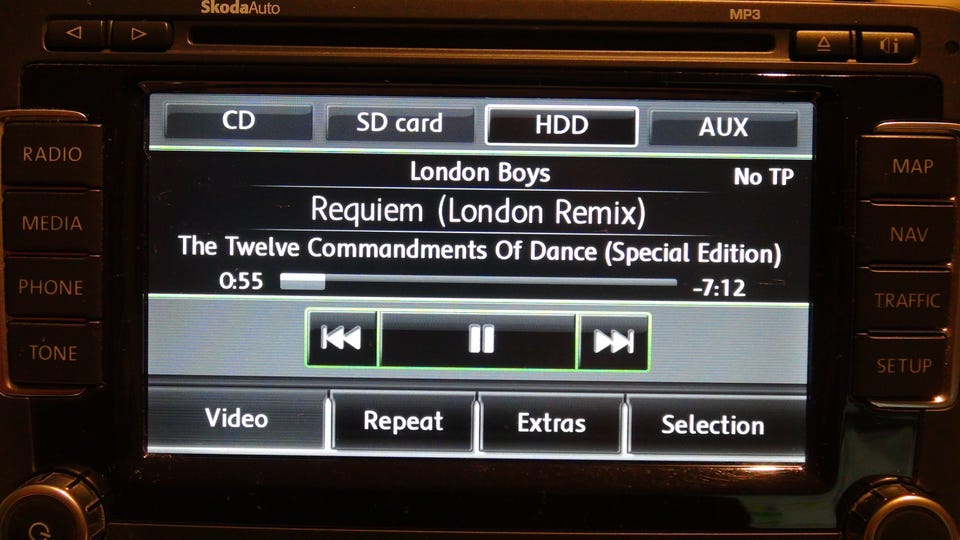 ŠkodaAuto
MP3
CD
SD card
HDD
AUX
London Boys
No TP
Requiem (London Remix)
The Twelve Commandments Of Dance (Special Edition)
0:55
-7:12
Video
Repeat
Extras
Selection
RADIO
MEDIA
PHONE
TONE
MAP
NAV
TRAFFIC
SETUP